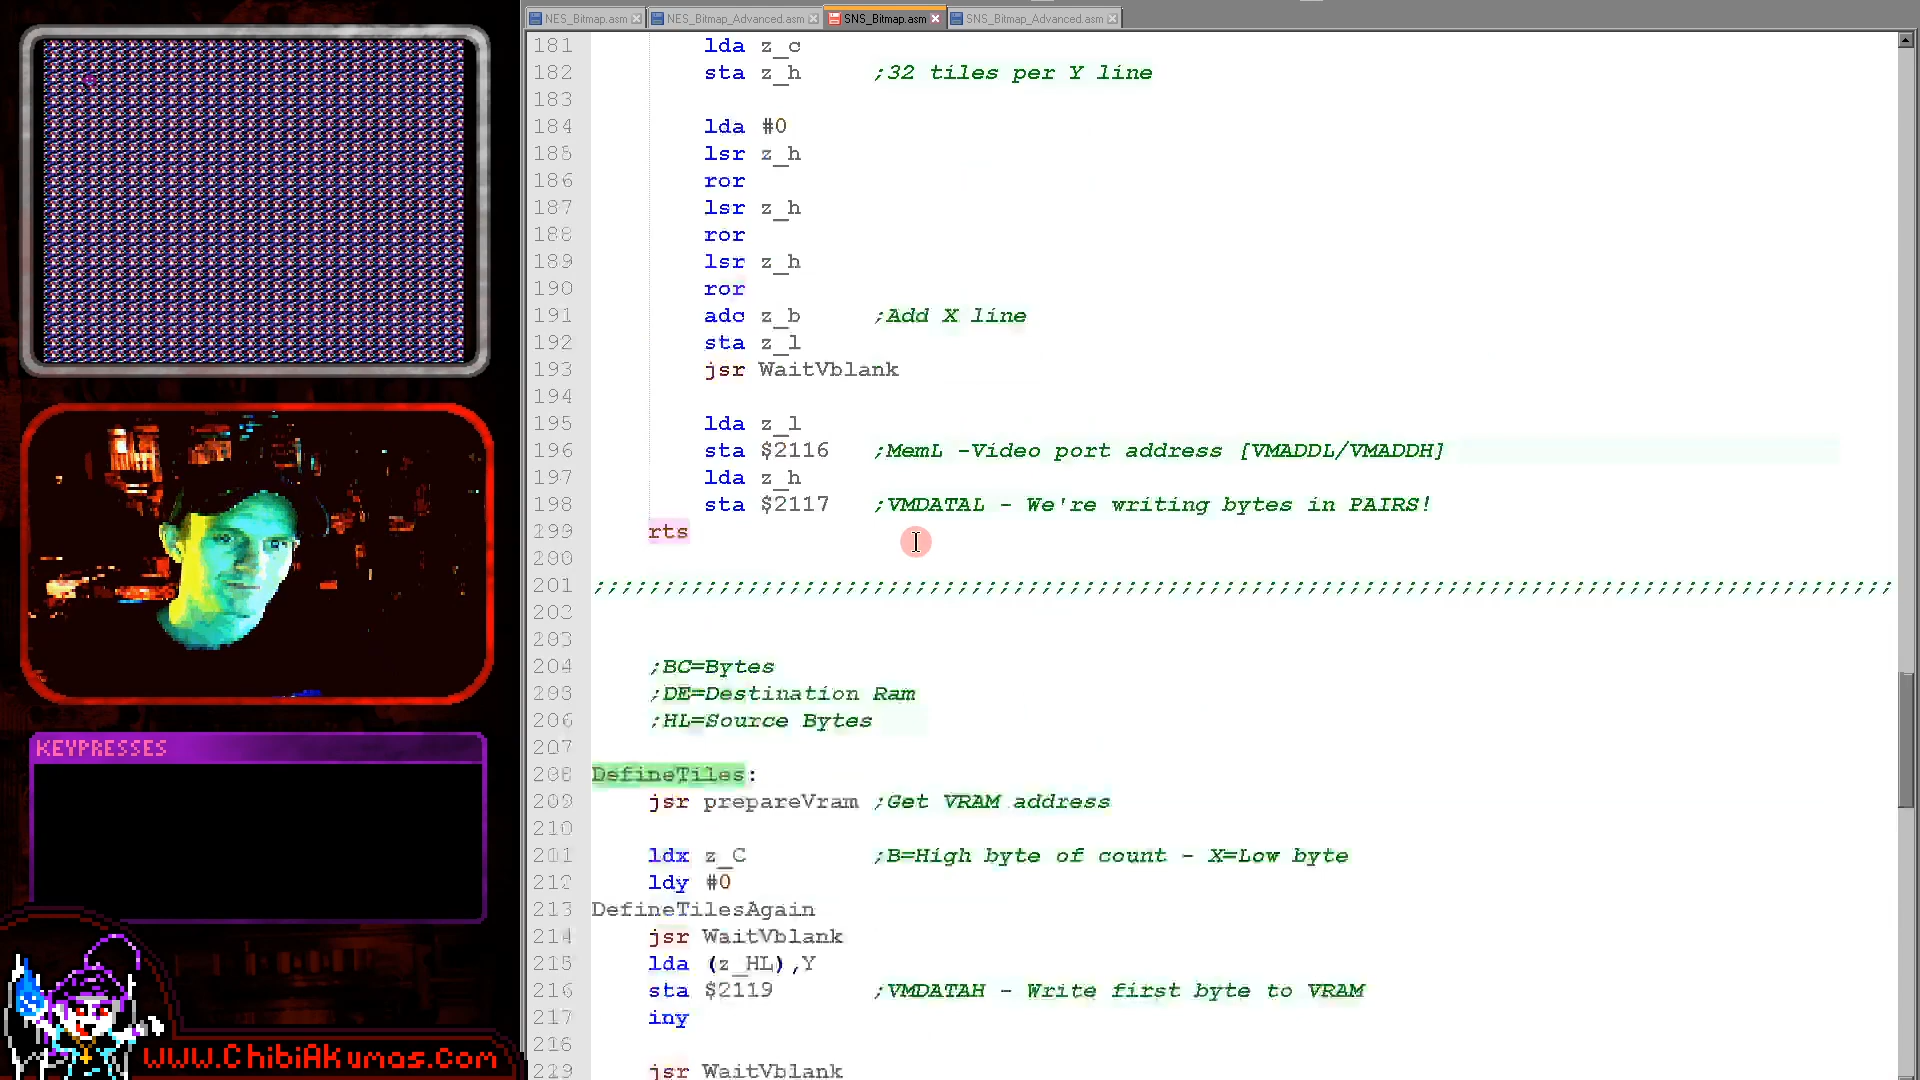 NES_Bitmap.asm NES_Bitmap_Advanced.asm SNS_Bitmap.asm SNS_Bitmap_Advanced.asm
181 lda z_c
182 sta z_h ;32 tiles per Y line
183
184 lda #0
185 lsr z_h
186 ror
187 lsr z_h
188 ror
189 lsr z_h
190 ror
191 adc z_b ;Add X line
192 sta z_l
193 jsr WaitVblank
194
195 lda z_l
196 sta $2116 ;MemL -Video port address [VMADDL/VMADDH]
197 lda z_h
198 sta $2117 ;VMDATAL - We're writing bytes in PAIRS!
299 rts
290
201 ;;;;;;;;;;;;;;;;;;;;;;;;;;;;;;;;;;;;;;;;;;;;;;;;;;;;;;;;;;;;;;;;;;;;;;;;;;;;;;;;;;;;;;;;;;;;;
202
203
204 ;BC=Bytes
293 ;DE=Destination Ram
206 ;HL=Source Bytes
207
208 DefineTiles:
209 jsr prepareVram ;Get VRAM address
210
201 ldx z_C ;B=High byte of count - X=Low byte
212 ldy #0
213 DefineTilesAgain
214 jsr WaitVblank
215 lda (z_HL),Y
216 sta $2119 ;VMDATAH - Write first byte to VRAM
217 iny
216
219 jsr WaitVblank
KEYPRESSES
www.ChibiAkumas.com